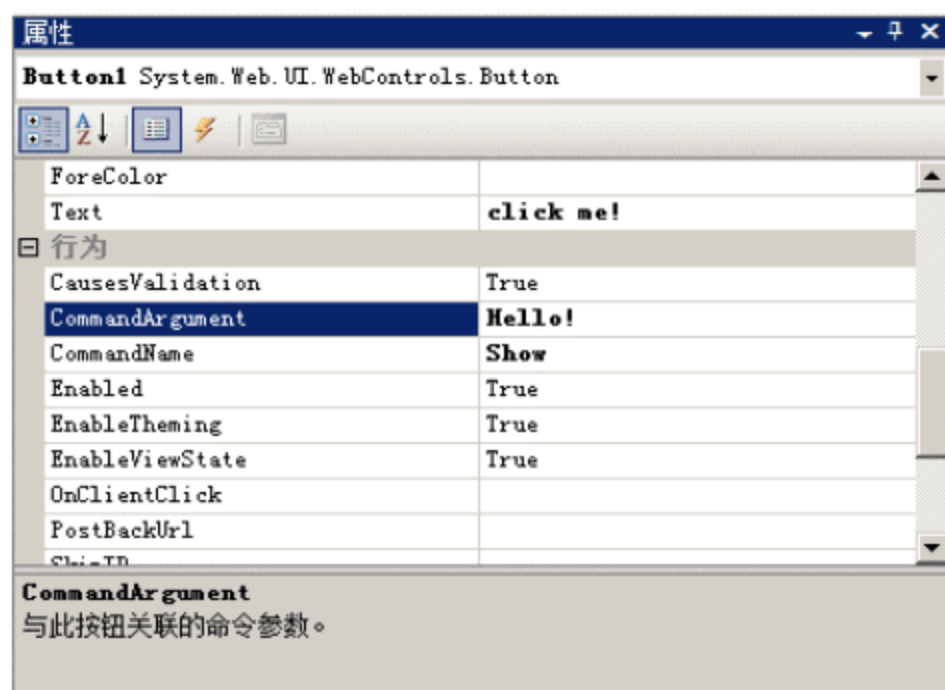 属性
Button1 System.Web.UI.WebControls.Button
ForeColor
Text click me!
行为
CausesValidation True
CommandArgument Hello!
CommandName Show
Enabled True
EnableTheming True
EnableViewState True
OnClientClick
PostBackUrl
CommandArgument
与此按钮关联的命令参数。